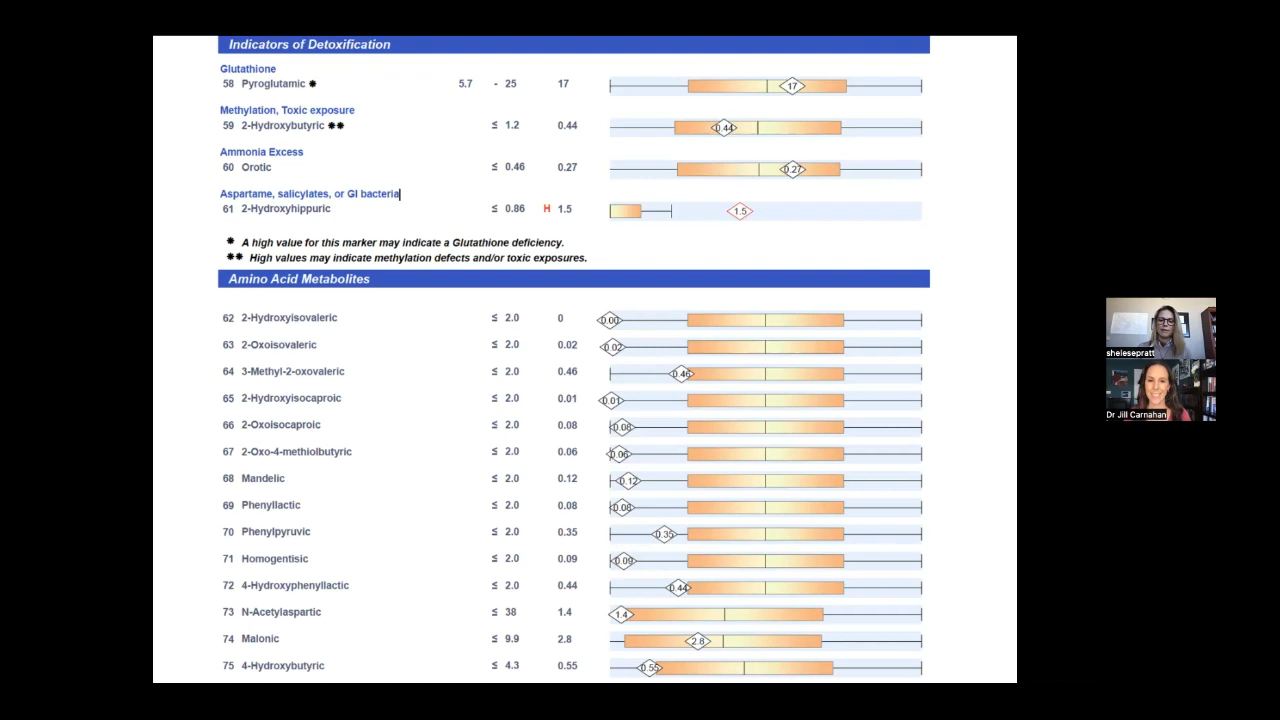 Indicators of Detoxification
Glutathione
58 Pyroglutamic ✸ 5.7 - 25 17 17
Methylation, Toxic exposure
59 2-Hydroxybutyric ✸✸ ≤ 1.2 0.44 0.44
Ammonia Excess
60 Orotic ≤ 0.46 0.27 0.27
Aspartame, salicylates, or GI bacteria
61 2-Hydroxyhippuric ≤ 0.86 H 1.5 1.5
✸ A high value for this marker may indicate a Glutathione deficiency.
✸✸ High values may indicate methylation defects and/or toxic exposures.
Amino Acid Metabolites
62 2-Hydroxyisovaleric ≤ 2.0 0 0.00
63 2-Oxoisovaleric ≤ 2.0 0.02 0.02
64 3-Methyl-2-oxovaleric ≤ 2.0 0.46 0.46
65 2-Hydroxyisocaproic ≤ 2.0 0.01 0.01
66 2-Oxoisocaproic ≤ 2.0 0.08 0.08
67 2-Oxo-4-methiolbutyric ≤ 2.0 0.06 0.06
68 Mandelic ≤ 2.0 0.12 0.12
69 Phenyllactic ≤ 2.0 0.08 0.08
70 Phenylpyruvic ≤ 2.0 0.35 0.35
71 Homogentisic ≤ 2.0 0.09 0.09
72 4-Hydroxyphenyllactic ≤ 2.0 0.44 0.44
73 N-Acetylaspartic ≤ 38 1.4 1.4
74 Malonic ≤ 9.9 2.8 2.8
75 4-Hydroxybutyric ≤ 4.3 0.55 0.55
shelesepratt
Dr Jill Carnahan